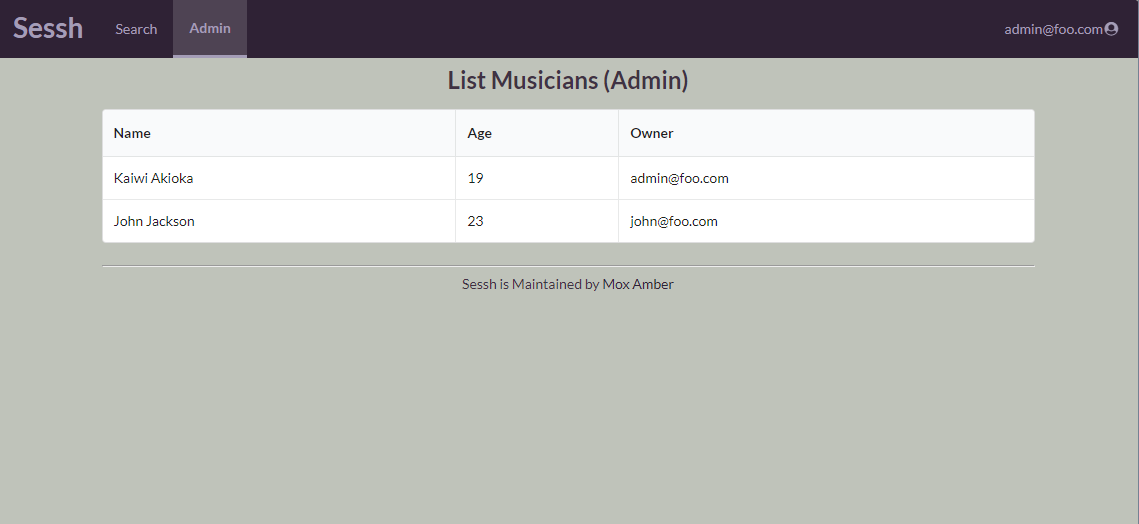 Sessh Search Admin admin@foo.com
List Musicians (Admin)
Name Age Owner
Kaiwi Akioka 19 admin@foo.com
John Jackson 23 john@foo.com
Sessh is Maintained by Mox Amber